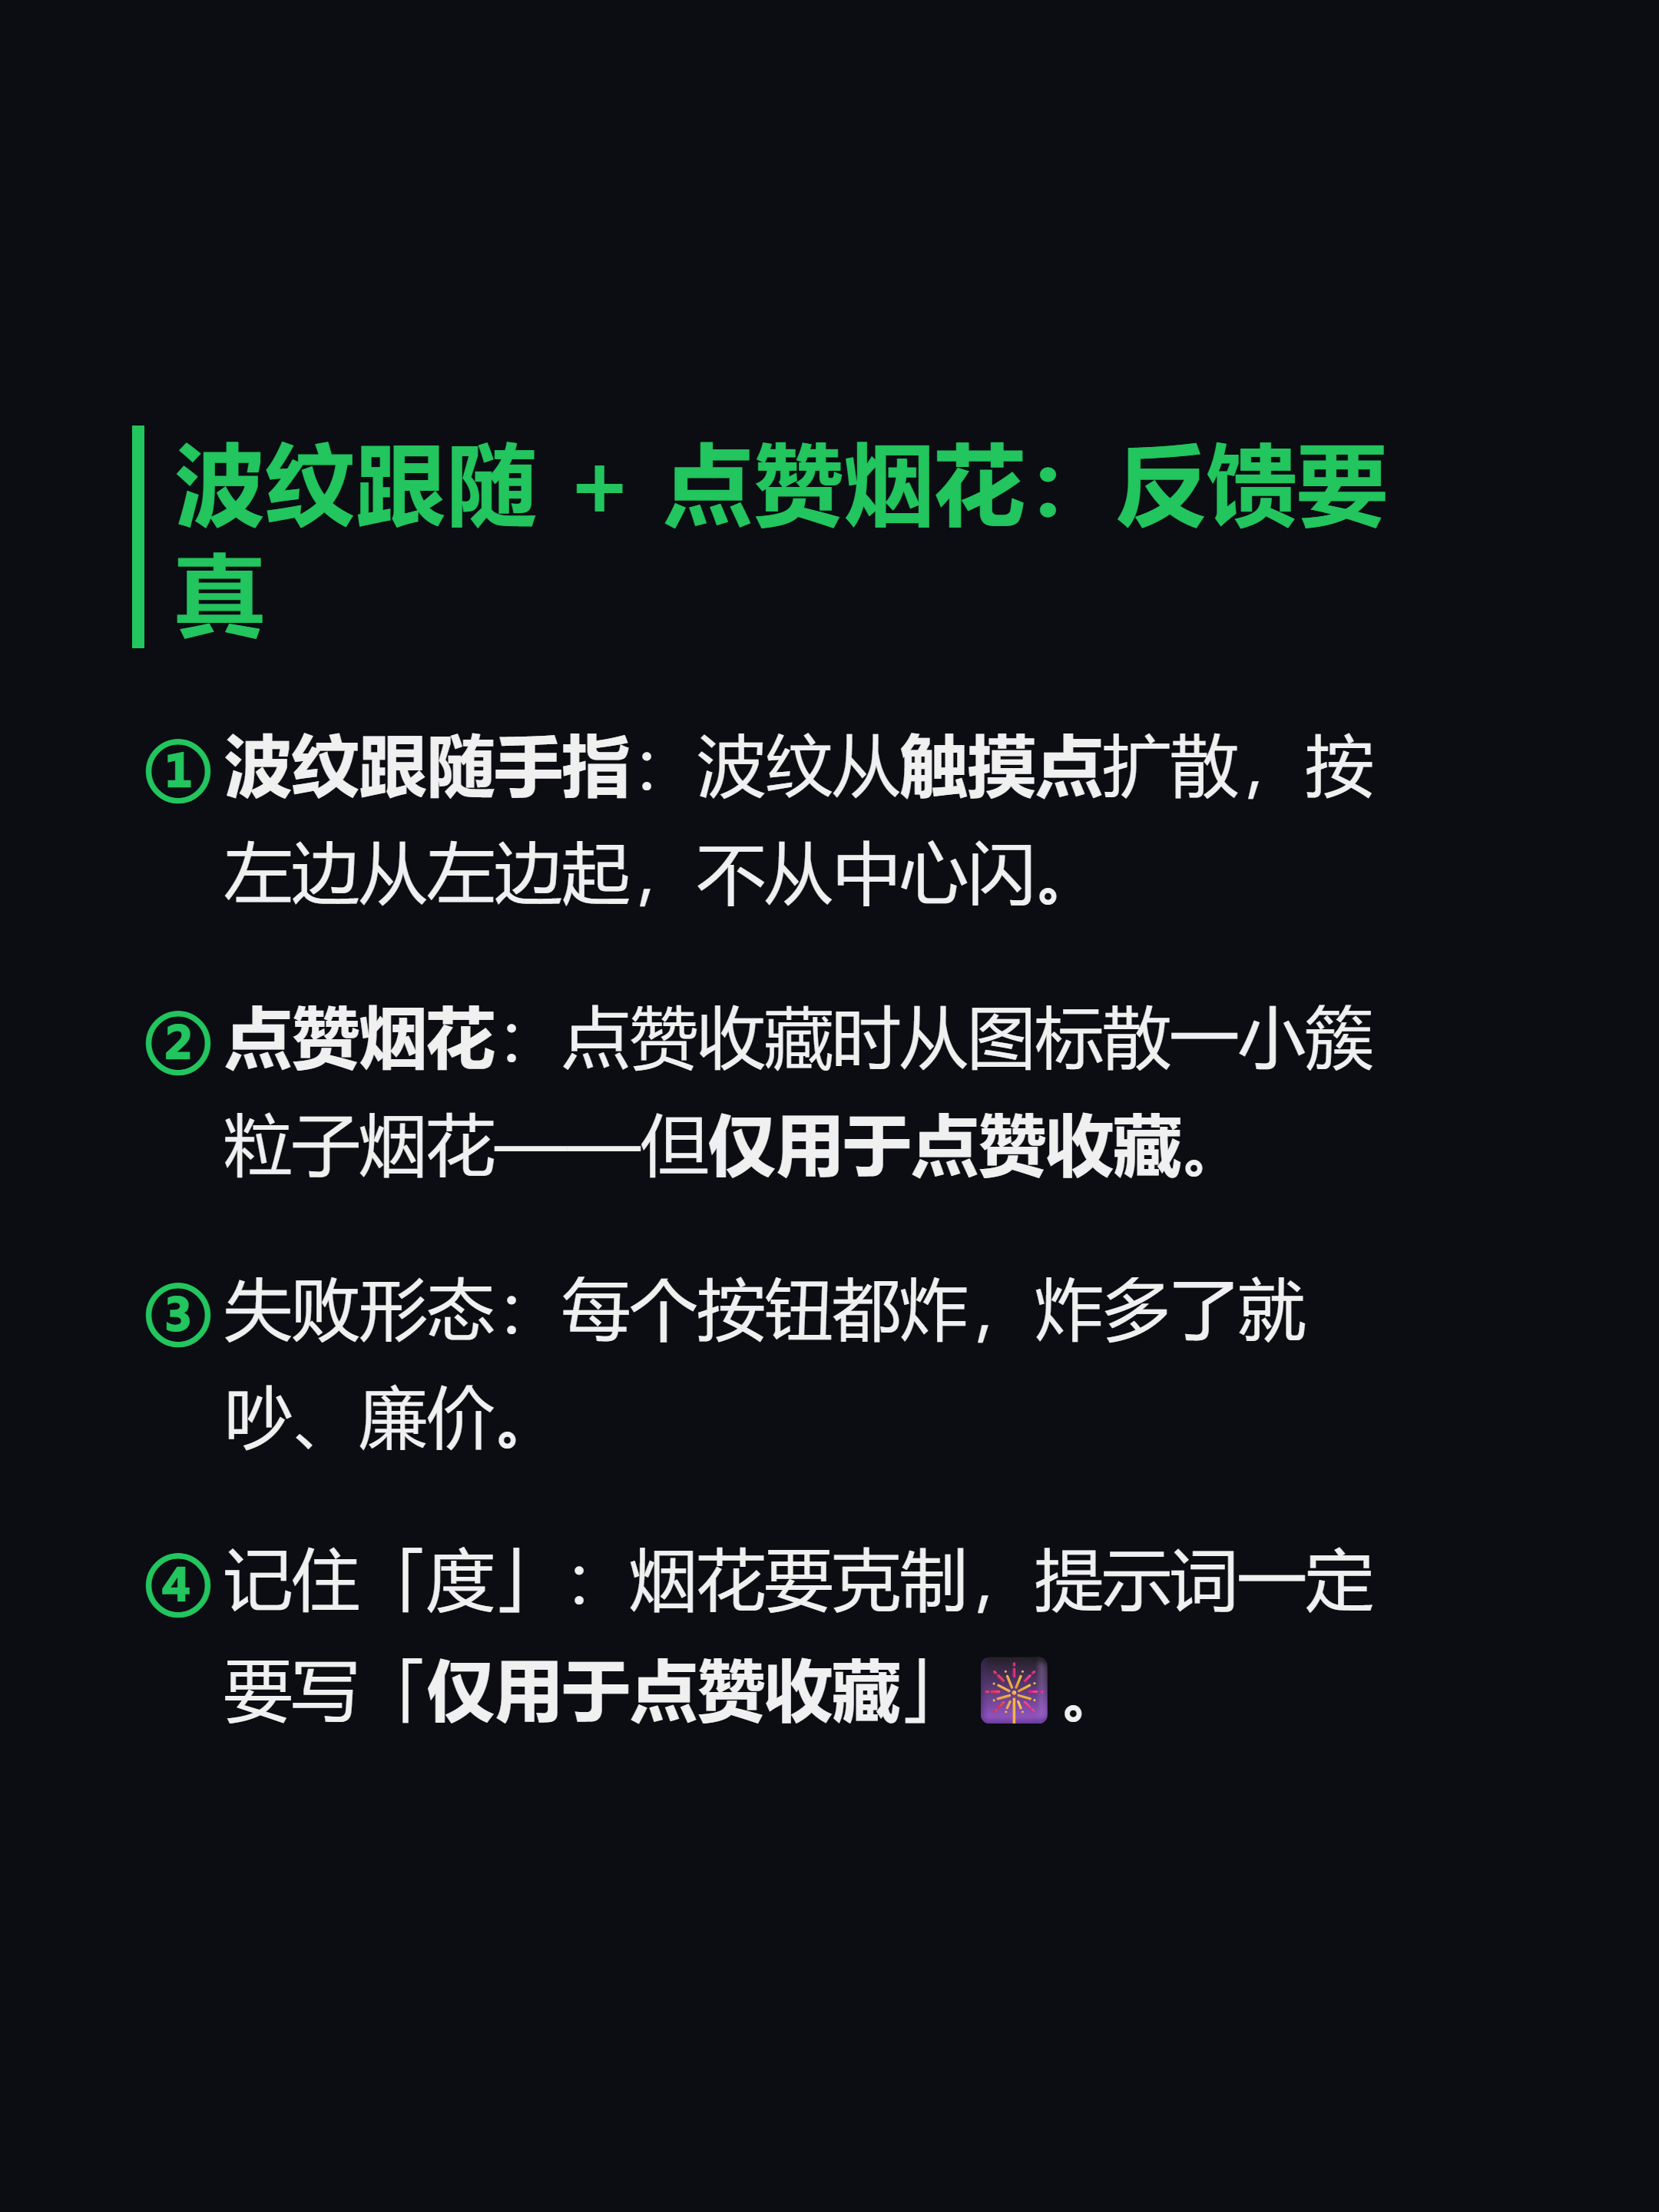 波纹跟随 + 点赞烟花：反馈要
真
① 波纹跟随手指：波纹从触摸点扩散，按
左边从左边起，不从中心闪。
② 点赞烟花：点赞收藏时从图标散一小簇
粒子烟花——但仅用于点赞收藏。
③ 失败形态：每个按钮都炸，炸多了就
吵、廉价。
④ 记住「度」：烟花要克制，提示词一定
要写「仅用于点赞收藏」🎆。